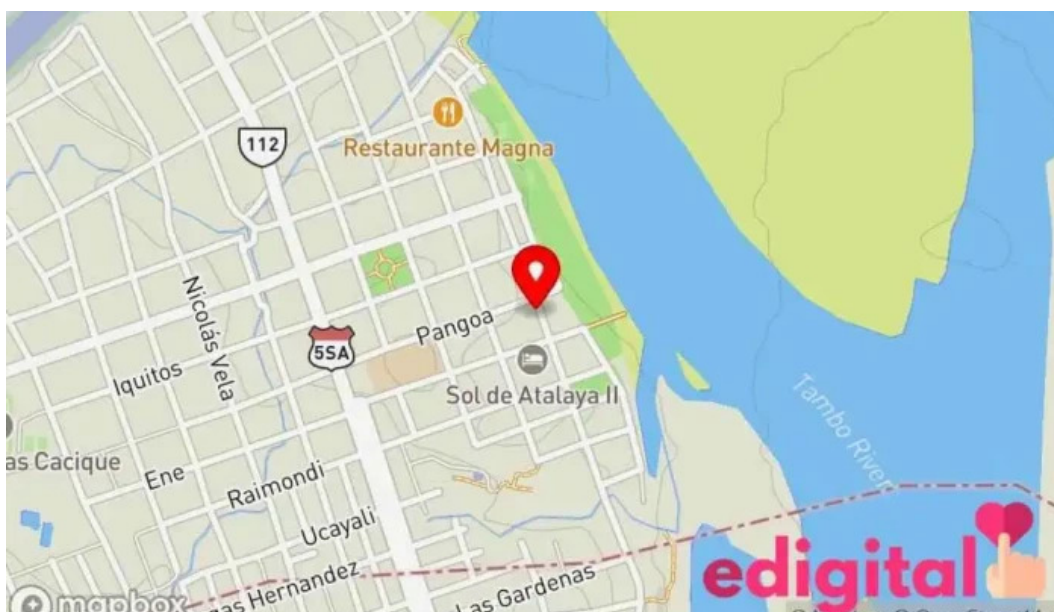 112
Restaurante Magna
Nicolás Vela
Pangoa
5SA
Iquitos
Sol de Atalaya II
Tambo River
as Cacique
Ene
Raimondi
Ucayali
gas Hernandez
Las Gardenas
edigital
mapbox